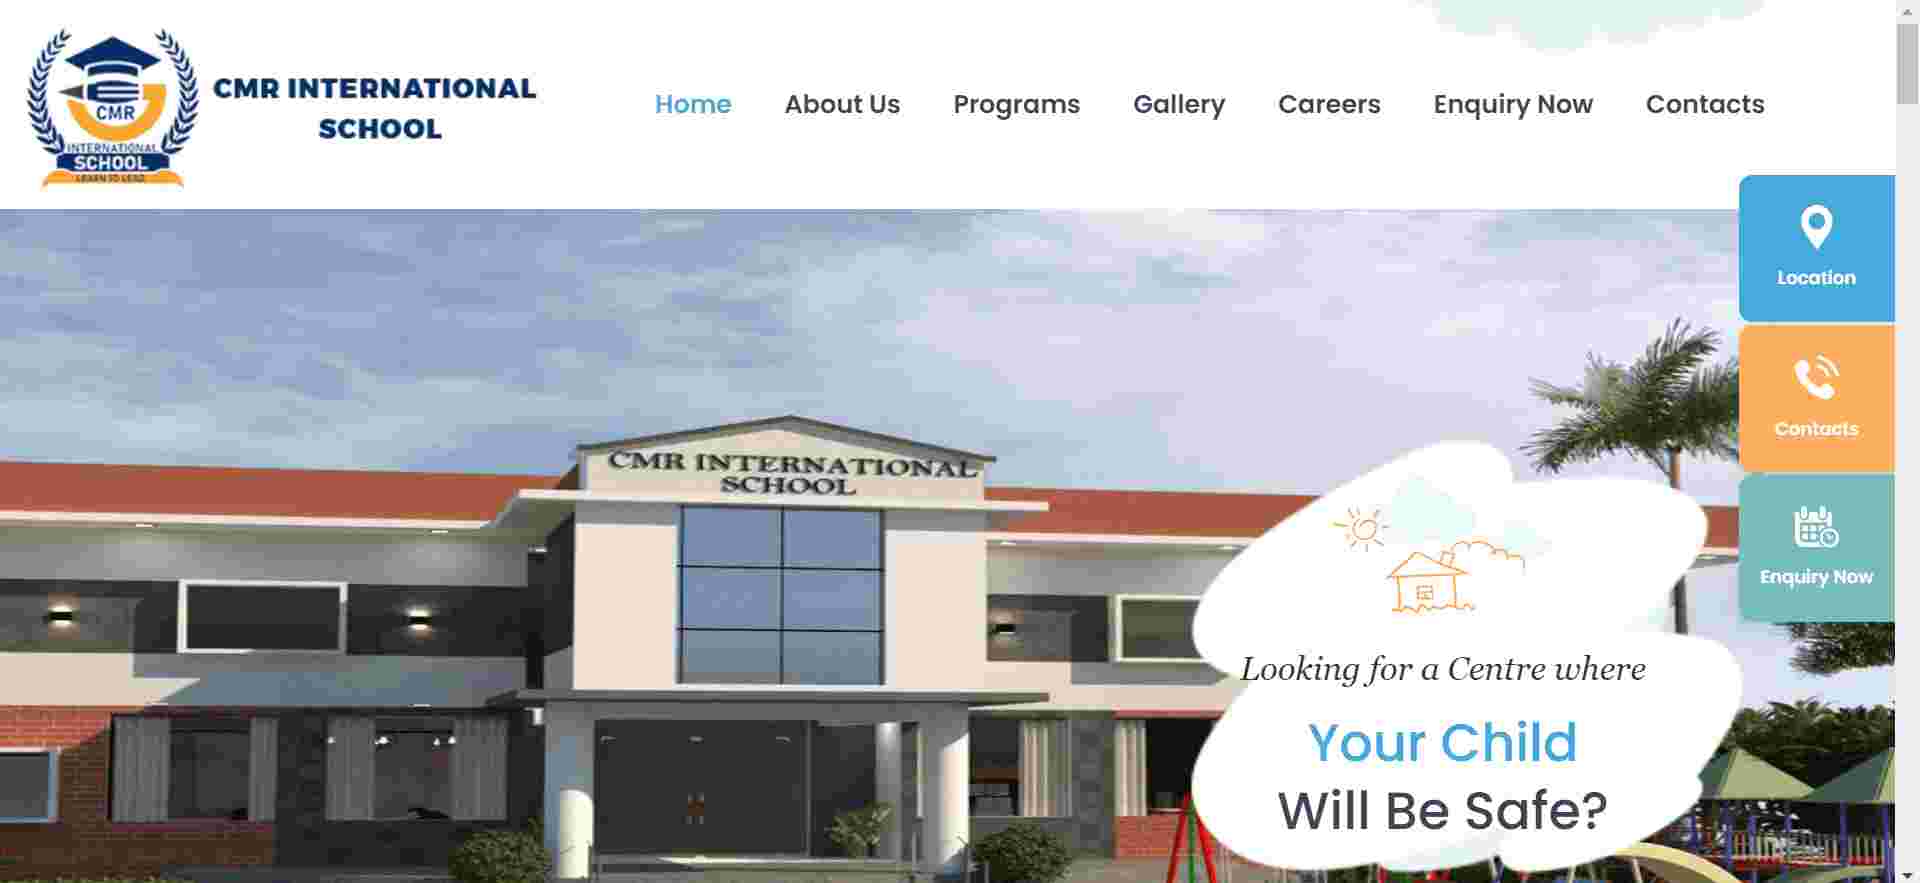 CMR
INTERNATIONAL
SCHOOL
LEARN TO LEAD
CMR INTERNATIONAL
SCHOOL
Home
About Us
Programs
Gallery
Careers
Enquiry Now
Contacts
Location
Contacts
Enquiry Now
CMR INTERNATIONAL
SCHOOL
Looking for a Centre where
Your Child
Will Be Safe?